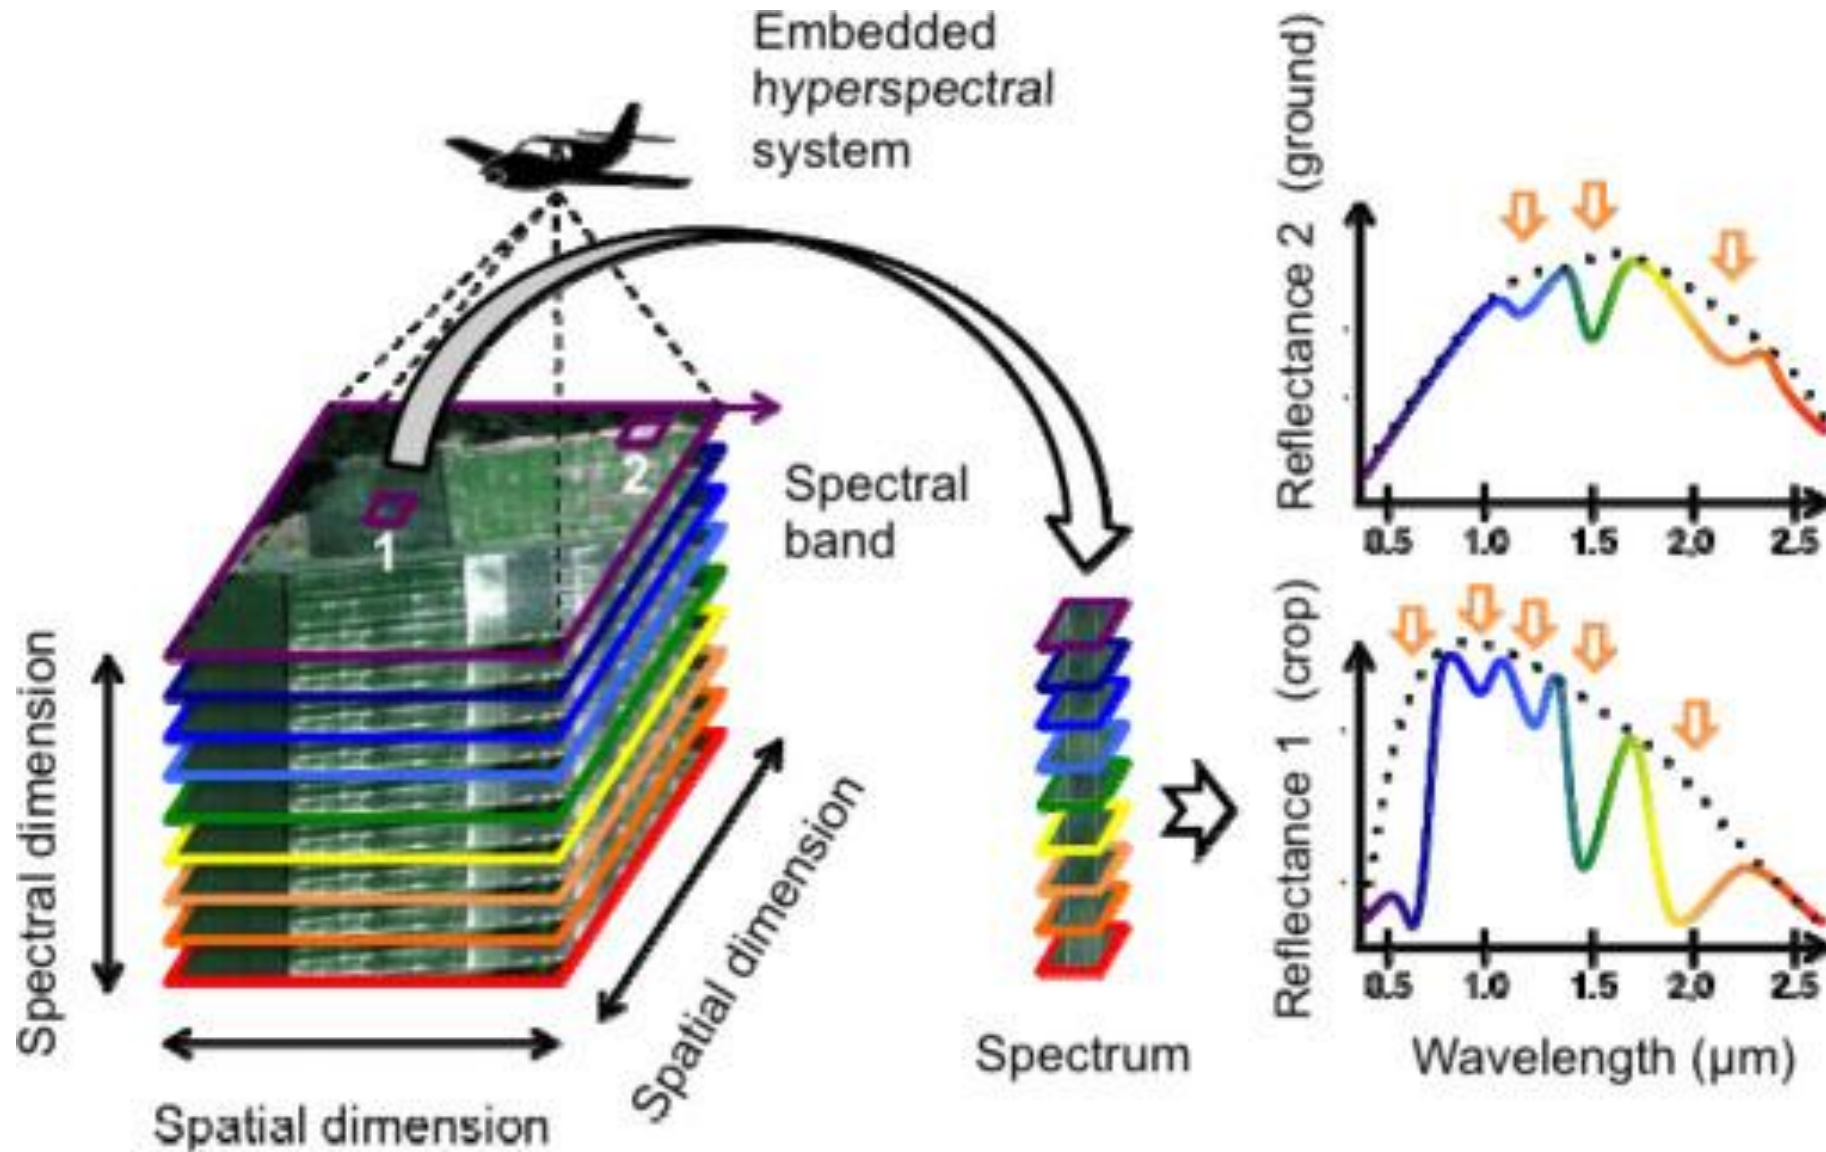 Embedded
hyperspectral
system
Spectral
band
1
2
Spectral dimension
Spatial dimension
Spatial dimension
Spectrum
Reflectance 2 (ground)
0.5 1.0 1.5 2.0 2.5
Reflectance 1 (crop)
0.5 1.0 1.5 2.0 2.5
Wavelength (µm)